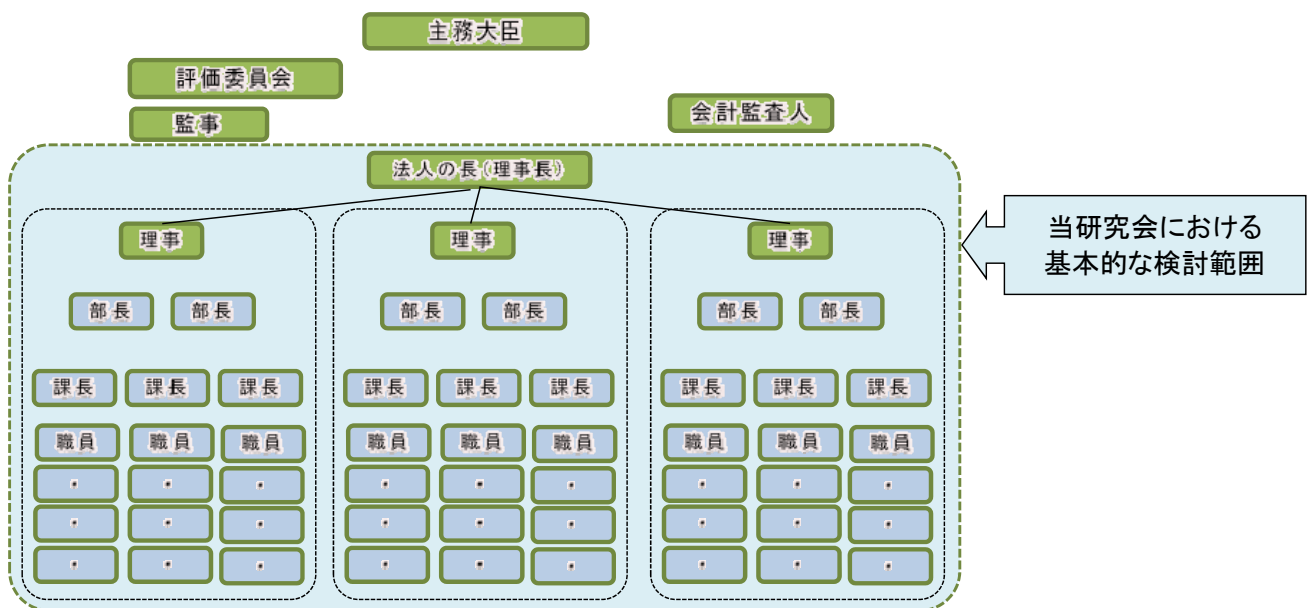 主務大臣
評価委員会
監事
会計監査人
法人の長(理事長)
理事 理事 理事
当研究会における
基本的な検討範囲
部長 部長 部長 部長 部長 部長
課長 課長 課長 課長 課長 課長 課長 課長 課長
職員 職員 職員 職員 職員 職員 職員 職員 職員
・ ・ ・ ・ ・ ・ ・ ・ ・
・ ・ ・ ・ ・ ・ ・ ・ ・
・ ・ ・ ・ ・ ・ ・ ・ ・